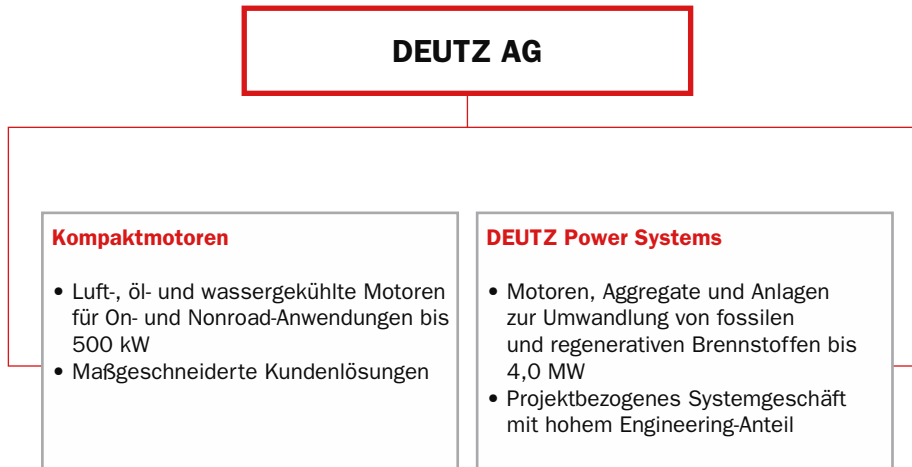 DEUTZ AG
Kompaktmotoren
• Luft-, öl- und wassergekühlte Motoren
für On- und Nonroad-Anwendungen bis
500 kW
• Maßgeschneiderte Kundenlösungen
DEUTZ Power Systems
• Motoren, Aggregate und Anlagen
zur Umwandlung von fossilen
und regenerativen Brennstoffen bis
4,0 MW
• Projektbezogenes Systemgeschäft
mit hohem Engineering-Anteil